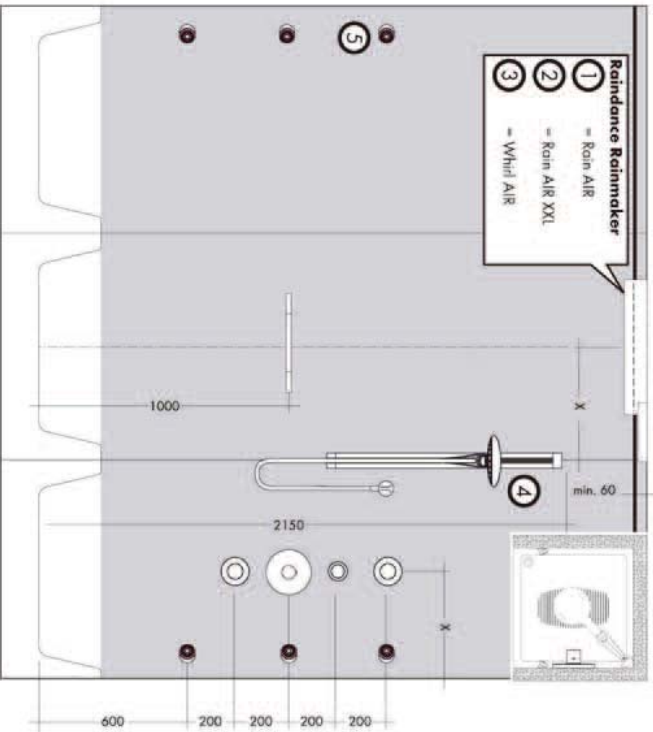 Raindance Rainmaker
1 = Rain AIR
2 = Rain AIR XXL
3 = Whirl AIR
5
4
1000
X
min. 60
2150
X
600
200
200
200
200